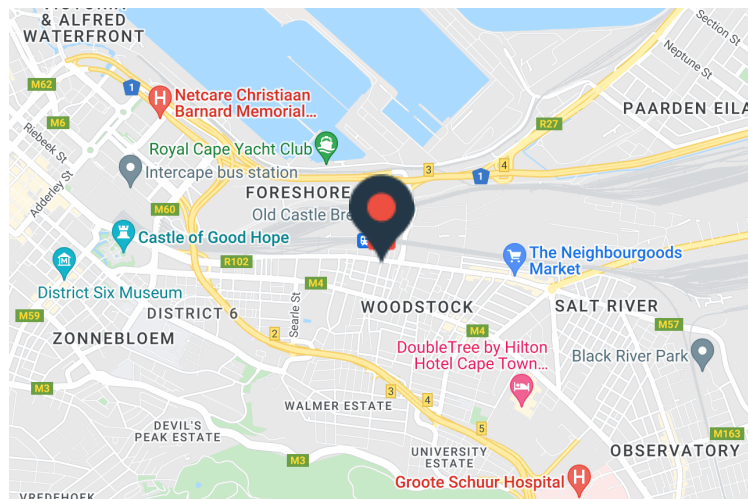 & ALFRED
WATERFRONT
Section St
Neptune St
M62
1
Netcare Christiaan
Barnard Memorial...
PAARDEN EILA
R27
M6
Riebeek St
Royal Cape Yacht Club
3
4
Intercape bus station
1
Adderley St
FORESHORE
M60
Old Castle Bre
Castle of Good Hope
The Neighbourgoods
Market
R102
District Six Museum
M4
WOODSTOCK
SALT RIVER
M59
DISTRICT 6
Searle St
M57
2
M4
ZONNEBLOEM
DoubleTree by Hilton
Hotel Cape Town...
Black River Park
M3
3
4
WALMER ESTATE
DEVIL'S
PEAK ESTATE
5
M163
UNIVERSITY
ESTATE
OBSERVATORY
M3
Groote Schuur Hospital
VREDEHOEK